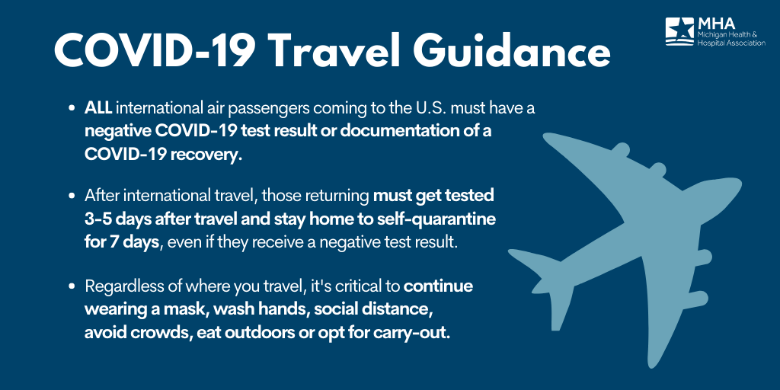 COVID-19 Travel Guidance
MHA
Michigan Health &
Hospital Association
• ALL international air passengers coming to the U.S. must have a
negative COVID-19 test result or documentation of a
COVID-19 recovery.
• After international travel, those returning must get tested
3-5 days after travel and stay home to self-quarantine
for 7 days, even if they receive a negative test result.
• Regardless of where you travel, it's critical to continue
wearing a mask, wash hands, social distance,
avoid crowds, eat outdoors or opt for carry-out.